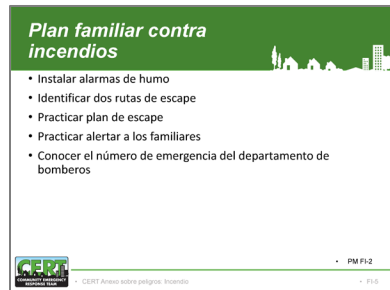 Plan familiar contra
incendios
• Instalar alarmas de humo
• Identificar dos rutas de escape
• Practicar plan de escape
• Practicar alertar a los familiares
• Conocer el número de emergencia del departamento de
bomberos
• PM FI-2
CERT
COMMUNITY EMERGENCY
RESPONSE TEAM
• CERT Anexo sobre peligros: Incendio
• FI-5